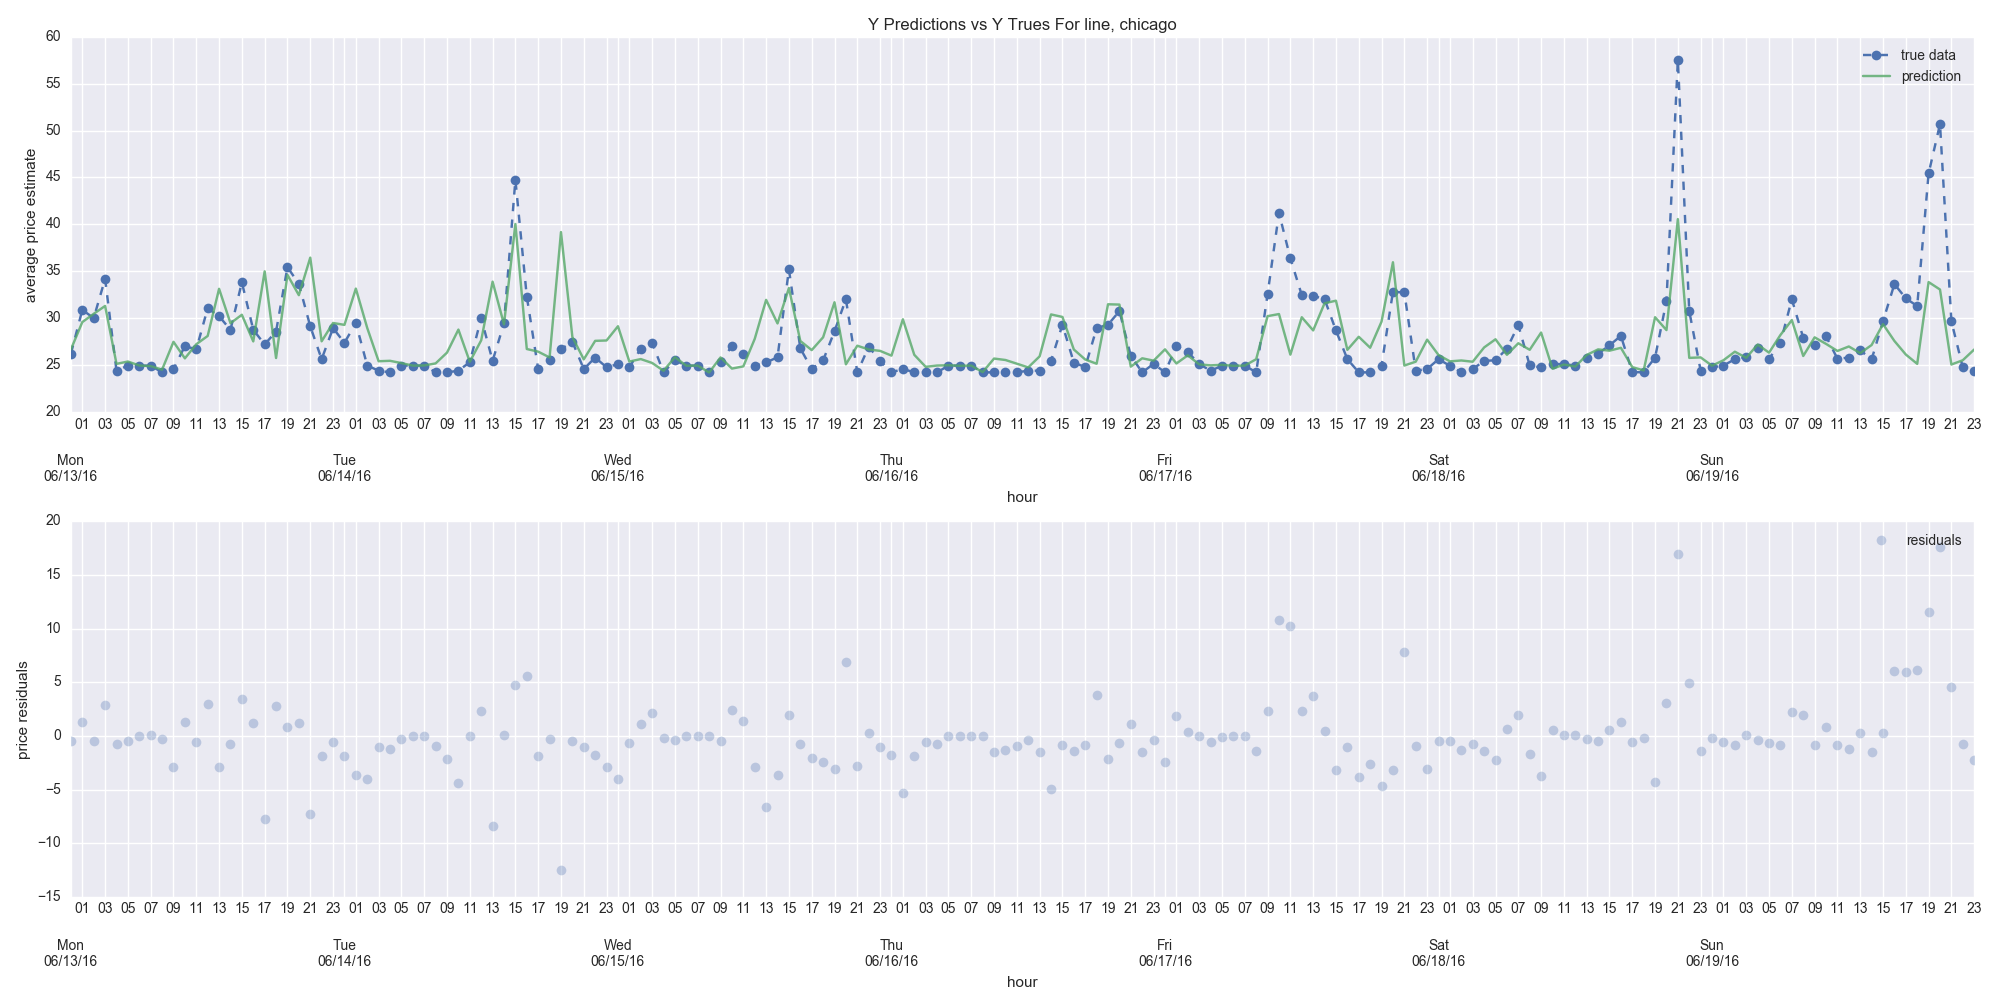 Y Predictions vs Y Trues For line, chicago
60
55
50
45
40
35
30
25
20
average price estimate
true data
prediction
01 03 05 07 09 11 13 15 17 19 21 23 01 03 05 07 09 11 13 15 17 19 21 23 01 03 05 07 09 11 13 15 17 19 21 23 01 03 05 07 09 11 13 15 17 19 21 23 01 03 05 07 09 11 13 15 17 19 21 23 01 03 05 07 09 11 13 15 17 19 21 23 01 03 05 07 09 11 13 15 17 19 21 23
Mon Tue Wed Thu Fri Sat Sun
06/13/16 06/14/16 06/15/16 06/16/16 06/17/16 06/18/16 06/19/16
hour
20
15
10
5
0
−5
−10
−15
price residuals
residuals
01 03 05 07 09 11 13 15 17 19 21 23 01 03 05 07 09 11 13 15 17 19 21 23 01 03 05 07 09 11 13 15 17 19 21 23 01 03 05 07 09 11 13 15 17 19 21 23 01 03 05 07 09 11 13 15 17 19 21 23 01 03 05 07 09 11 13 15 17 19 21 23 01 03 05 07 09 11 13 15 17 19 21 23
Mon Tue Wed Thu Fri Sat Sun
06/13/16 06/14/16 06/15/16 06/16/16 06/17/16 06/18/16 06/19/16
hour